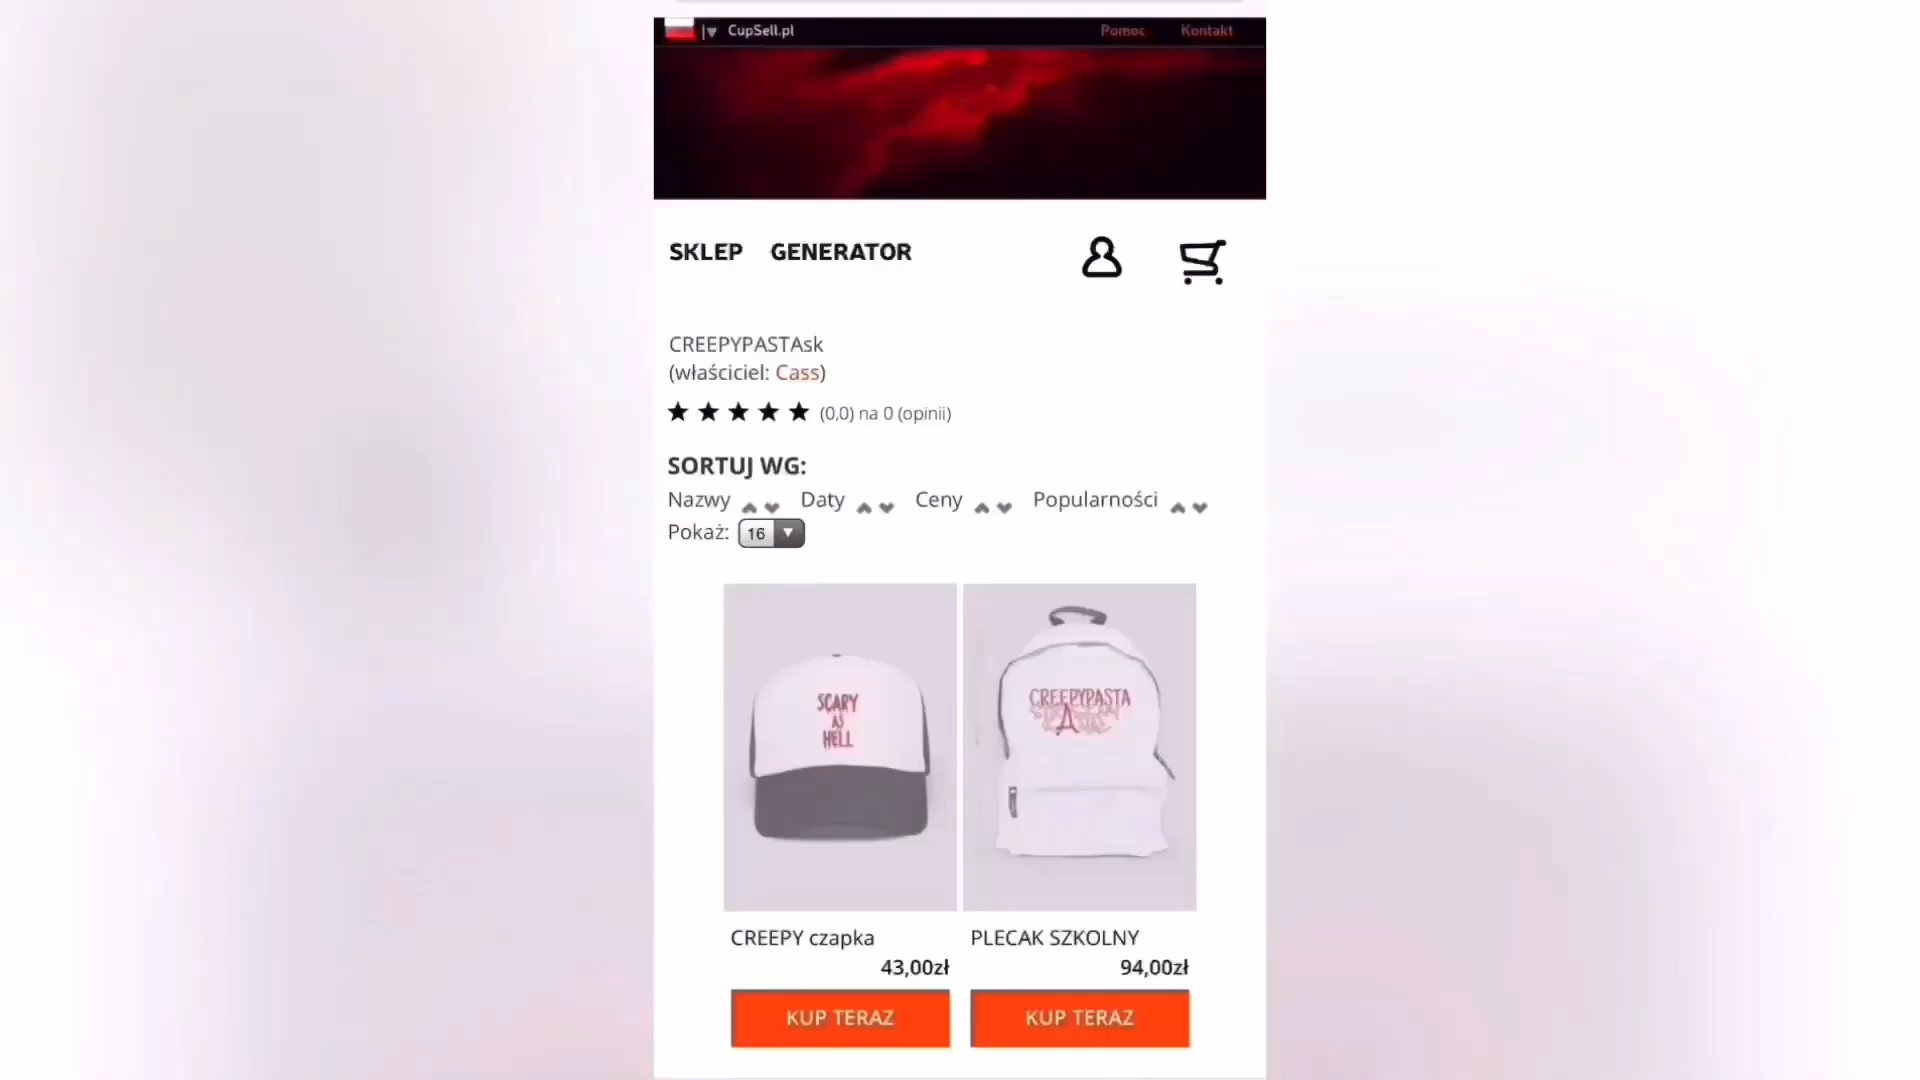 CupSell.pl
Pomoc
Kontakt
SKLEP
GENERATOR
CREEPYPASTAsk
(właściciel: Cass)
(0,0) na 0 (opinii)
SORTUJ WG:
Nazwy
Daty
Ceny
Popularności
Pokaż: 16
SCARY
AS
HELL
CREEPYPASTA
CREEPY czapka
43,00zł
KUP TERAZ
PLECAK SZKOLNY
94,00zł
KUP TERAZ